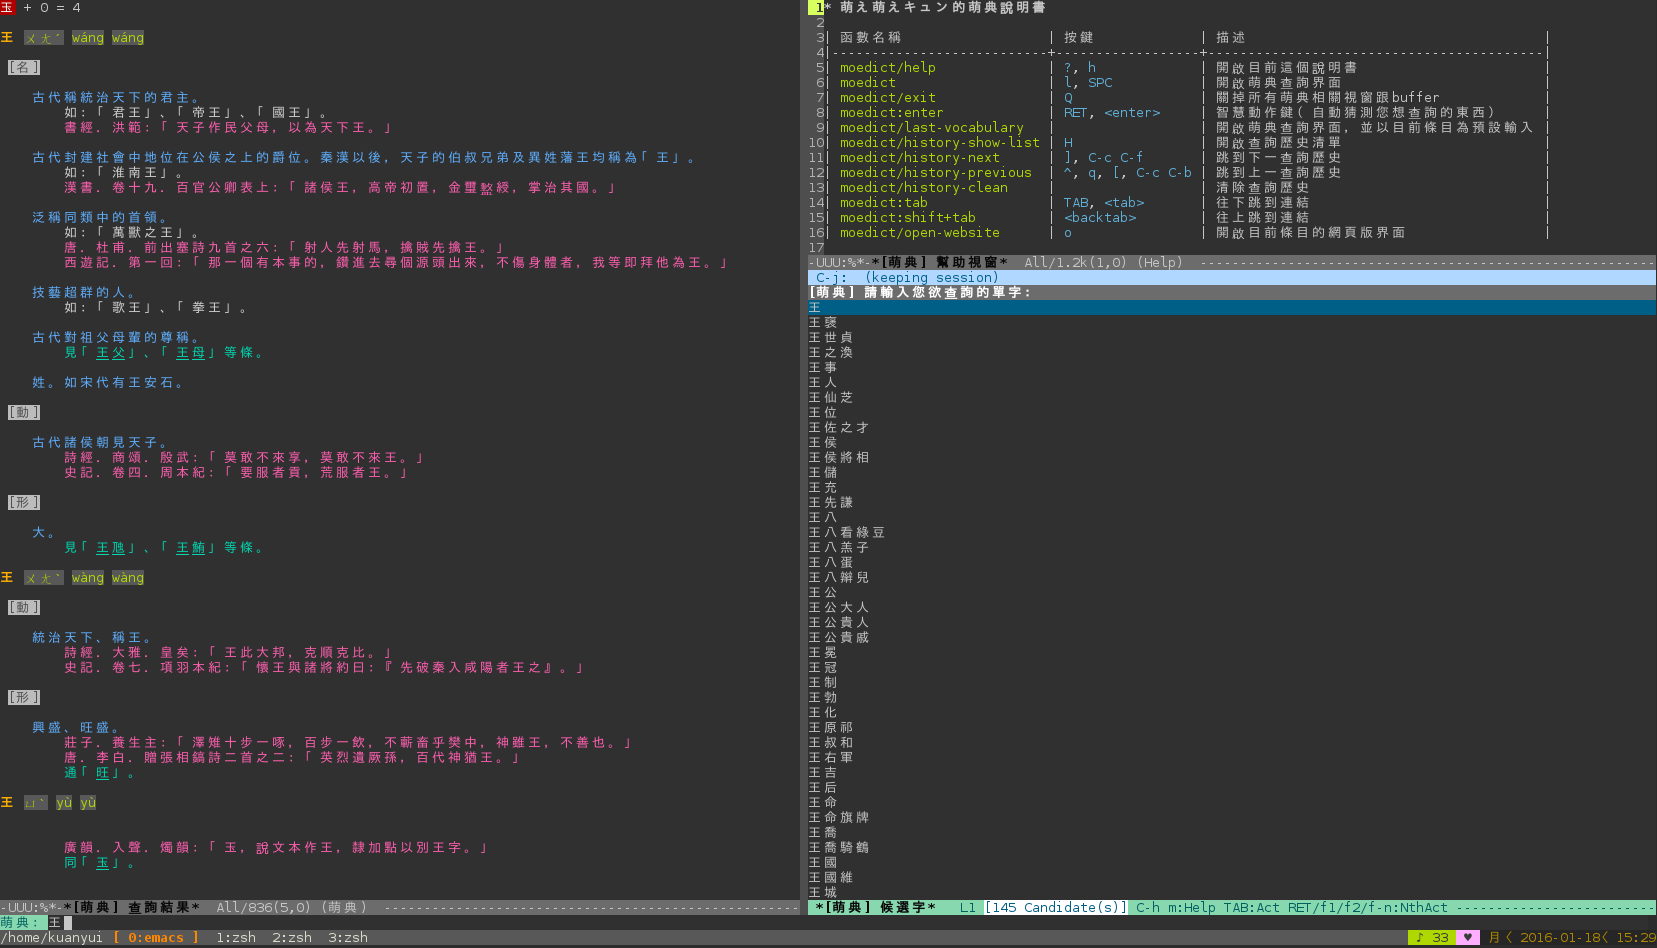 玉 + 0 = 4
王 ㄨㄤˊ wáng wáng
[名]
古代稱統治天下的君主。
如:「君王」、「帝王」、「國王」。
書經．洪範:「天子作民父母, 以為天下王。」
古代封建社會中地位在公侯之上的爵位。秦漢以後, 天子的伯叔兄弟及異姓藩王均稱為「王」。
如:「淮南王」。
漢書．卷十九．百官公卿表上:「諸侯王, 高帝初置, 金璽盭綬, 掌治其國。」
泛稱同類中的首領。
如:「萬獸之王」。
唐．杜甫．前出塞詩九首之六:「射人先射馬, 擒賊先擒王。」
西遊記．第一回:「那一個有本事的, 鑽進去尋個源頭出來, 不傷身體者, 我等即拜他為王。」
技藝超群的人。
如:「歌王」、「拳王」。
古代對祖父母輩的尊稱。
見「王父」、「王母」等條。
姓。如宋代有王安石。
[動]
古代諸侯朝見天子。
詩經．商頌．殷武:「莫敢不來享, 莫敢不來王。」
史記．卷四．周本紀:「要服者貢, 荒服者王。」
[形]
大。
見「王虺」、「王鮪」等條。
王 ㄨㄤˋ wàng wàng
[動]
統治天下、稱王。
詩經．大雅．皇矣:「王此大邦, 克順克比。」
史記．卷七．項羽本紀:「懷王與諸將約曰:『先破秦入咸陽者王之』。」
[形]
興盛、旺盛。
莊子．養生主:「澤雉十步一啄, 百步一飲, 不蘄畜乎樊中, 神雖王, 不善也。」
唐．李白．贈張相鎬詩二首之二:「英烈遺厥孫, 百代神猶王。」
通「旺」。
王 ㄩˋ yù yù
廣韻．入聲．燭韻:「玉, 說文本作王, 隸加點以別王字。」
同「玉」。
-UUU:%*-*[萌典] 查詢結果* All/836(5,0) (萌典)
萌典: 王
1* 萌え萌えキュン的萌典說明書
2
3| 函數名稱 | 按鍵 | 描述 |
4|---------------------------+------------------+------------------------------------------|
5| moedict/help | ?, h | 開啟目前這個說明書 |
6| moedict | l, SPC | 開啟萌典查詢界面 |
7| moedict/exit | Q | 關掉所有萌典相關視窗跟buffer |
8| moedict:enter | RET, <enter> | 智慧動作鍵(自動猜測您想查詢的東西) |
9| moedict/last-vocabulary | | 開啟萌典查詢界面, 並以目前條目為預設輸入 |
10| moedict/history-show-list | H | 開啟查詢歷史清單 |
11| moedict/history-next | ], C-c C-f | 跳到下一查詢歷史 |
12| moedict/history-previous | ^, q, [, C-c C-b | 跳到上一查詢歷史 |
13| moedict/history-clean | | 清除查詢歷史 |
14| moedict:tab | TAB, <tab> | 往下跳到連結 |
15| moedict:shift+tab | <backtab> | 往上跳到連結 |
16| moedict/open-website | o | 開啟目前條目的網頁版界面 |
17
-UUU:%*-*[萌典] 幫助視窗* All/1.2k(1,0) (Help)
C-j: (keeping session)
[萌典] 請輸入您欲查詢的單字:
王
王褒
王世貞
王之渙
王事
王人
王仙芝
王位
王佐之才
王侯
王侯將相
王儲
王充
王先謙
王八
王八看綠豆
王八羔子
王八蛋
王八辮兒
王公
王公大人
王公貴人
王公貴戚
王冕
王冠
王制
王勃
王化
王原祁
王叔和
王右軍
王吉
王后
王命
王命旗牌
王喬
王喬騎鶴
王國
王國維
王城
*[萌典] 候選字* L1 [145 Candidate(s)] C-h m:Help TAB:Act RET/f1/f2/f-n:NthAct
/home/kuanyui [ 0:emacs ] 1:zsh 2:zsh 3:zsh ♪ 33 ♥ 月〈 2016-01-18〈 15:29